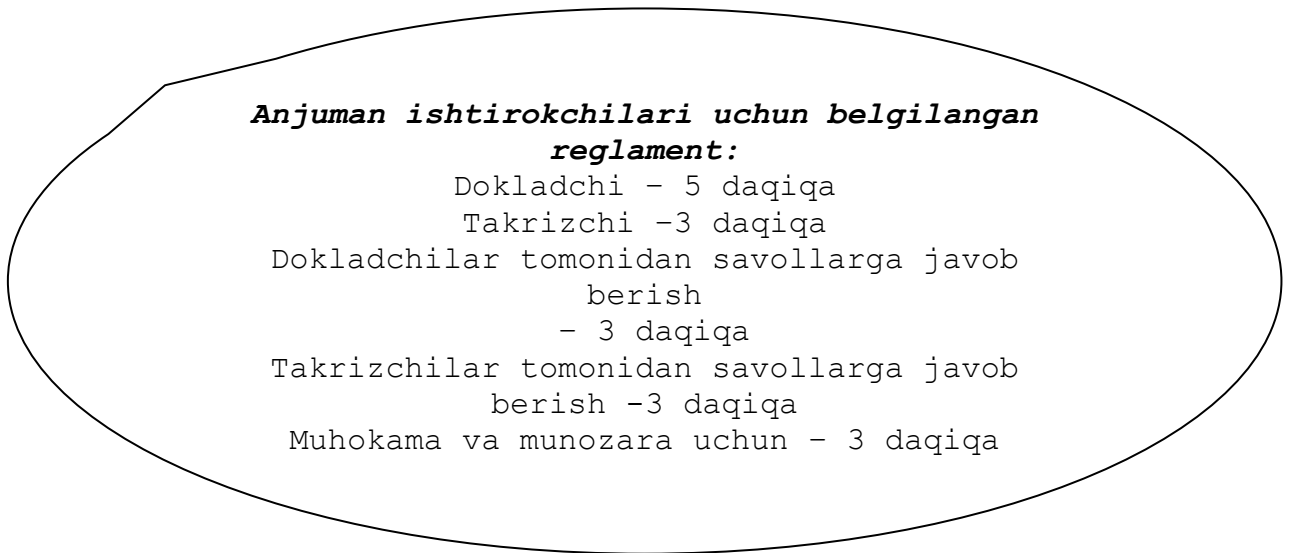 Anjuman ishtirokchilari uchun belgilangan
reglament:
Dokladchi – 5 daqiqa
Takrizchi –3 daqiqa
Dokladchilar tomonidan savollarga javob
berish
– 3 daqiqa
Takrizchilar tomonidan savollarga javob
berish -3 daqiqa
Muhokama va munozara uchun – 3 daqiqa